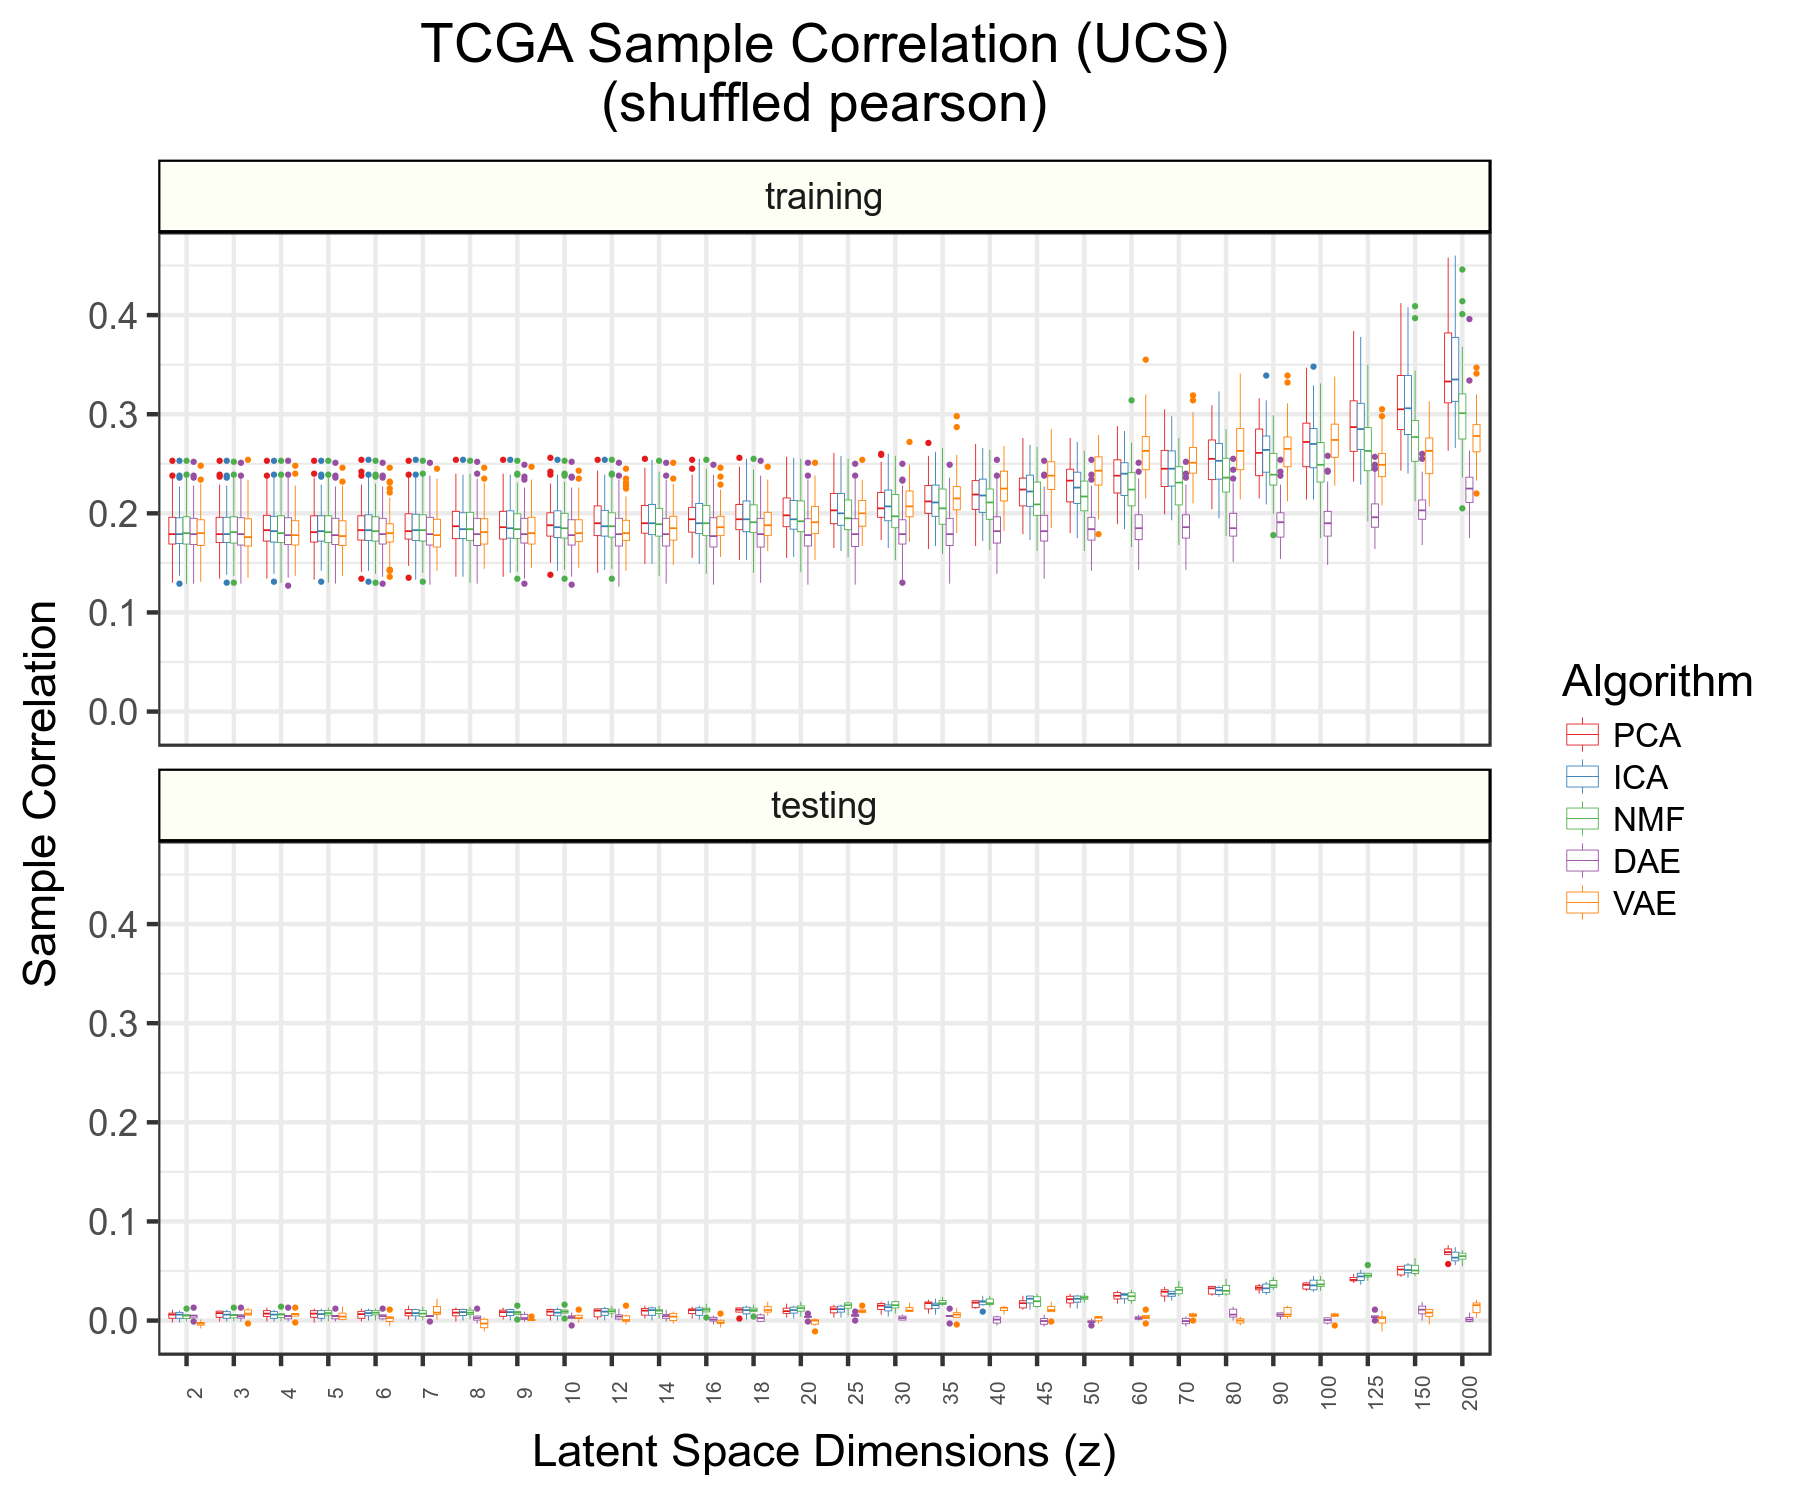 TCGA Sample Correlation (UCS)
(shuffled pearson)
training
0.4
0.3
0.2
0.1
0.0
testing
0.4
0.3
0.2
0.1
0.0
Sample Correlation
2 3 4 5 6 7 8 9 10 12 14 16 18 20 25 30 35 40 45 50 60 70 80 90 100 125 150 200
Latent Space Dimensions (z)
Algorithm
PCA
ICA
NMF
DAE
VAE